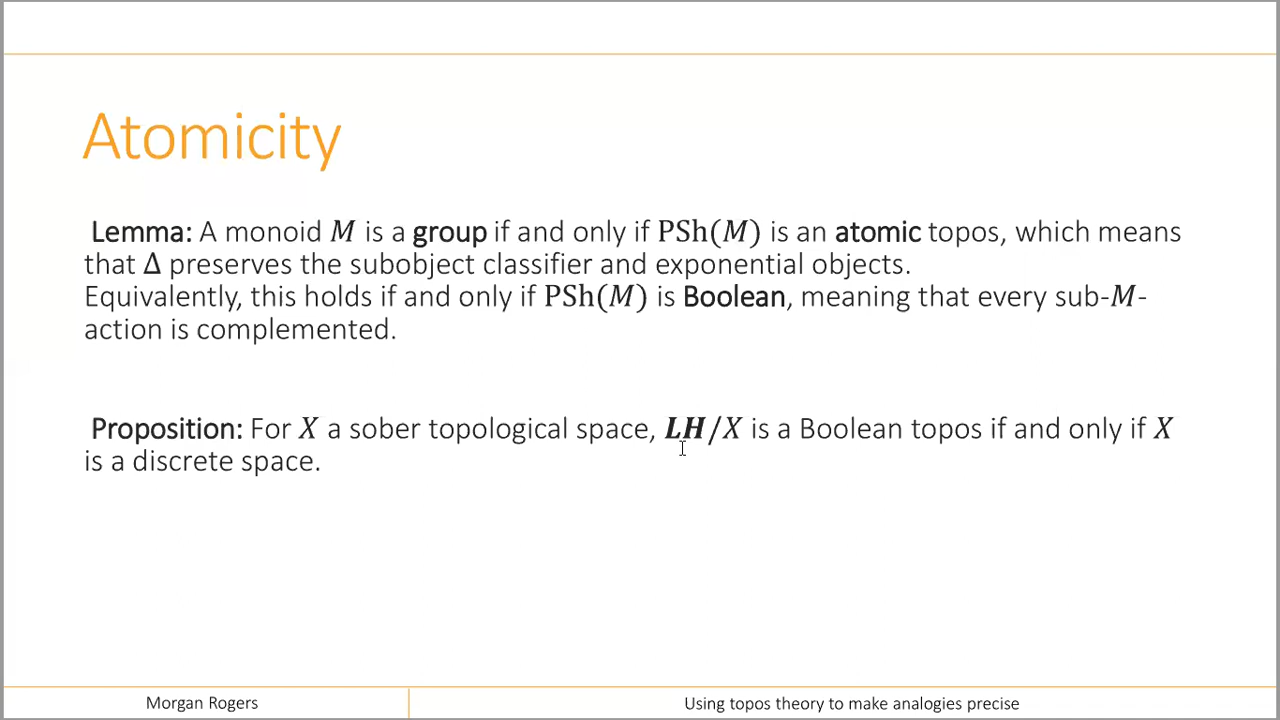 Atomicity
Lemma: A monoid 𝑀 is a group if and only if PSh(𝑀) is an atomic topos, which means
that Δ preserves the subobject classifier and exponential objects.
Equivalently, this holds if and only if PSh(𝑀) is Boolean, meaning that every sub-𝑀-
action is complemented.
Proposition: For 𝑋 a sober topological space, 𝑳𝑯/𝑋 is a Boolean topos if and only if 𝑋
is a discrete space.
Morgan Rogers
Using topos theory to make analogies precise